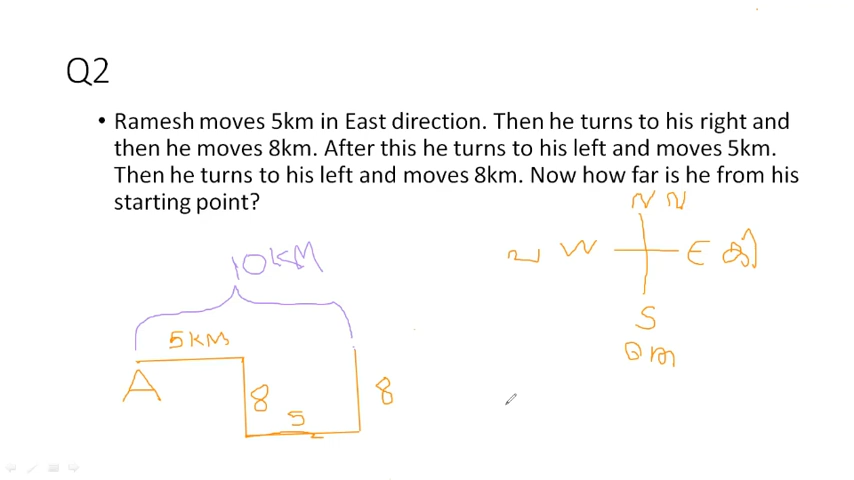 Q2
• Ramesh moves 5km in East direction. Then he turns to his right and
then he moves 8km. After this he turns to his left and moves 5km.
Then he turns to his left and moves 8km. Now how far is he from his
starting point?
N
10KM
W E
5KM
S
A 8 8
5